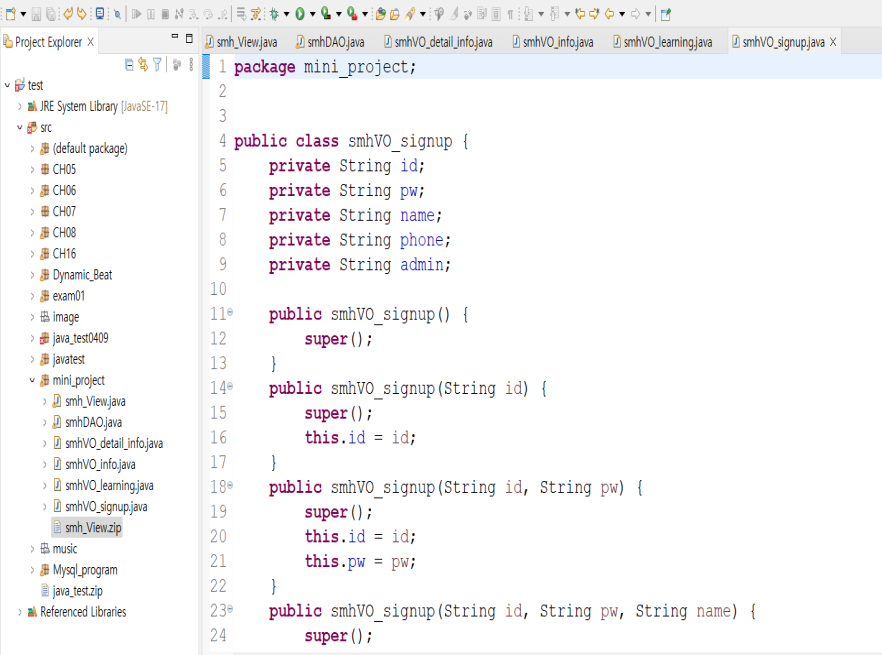 smh_View.java smhDAO.java smhVO_detail_info.java smhVO_info.java smhVO_learning.java smhVO_signup.java
Project Explorer
test
JRE System Library [JavaSE-17]
src
(default package)
CH05
CH06
CH07
CH08
CH16
Dynamic_Beat
exam01
image
java_test0409
javatest
mini_project
smh_View.java
smhDAO.java
smhVO_detail_info.java
smhVO_info.java
smhVO_learning.java
smhVO_signup.java
smh_View.zip
music
Mysql_program
java_test.zip
Referenced Libraries
1 package mini_project;
2
3
4 public class smhVO_signup {
5 private String id;
6 private String pw;
7 private String name;
8 private String phone;
9 private String admin;
10
11 public smhVO_signup() {
12 super();
13 }
14 public smhVO_signup(String id) {
15 super();
16 this.id = id;
17 }
18 public smhVO_signup(String id, String pw) {
19 super();
20 this.id = id;
21 this.pw = pw;
22 }
23 public smhVO_signup(String id, String pw, String name) {
24 super();